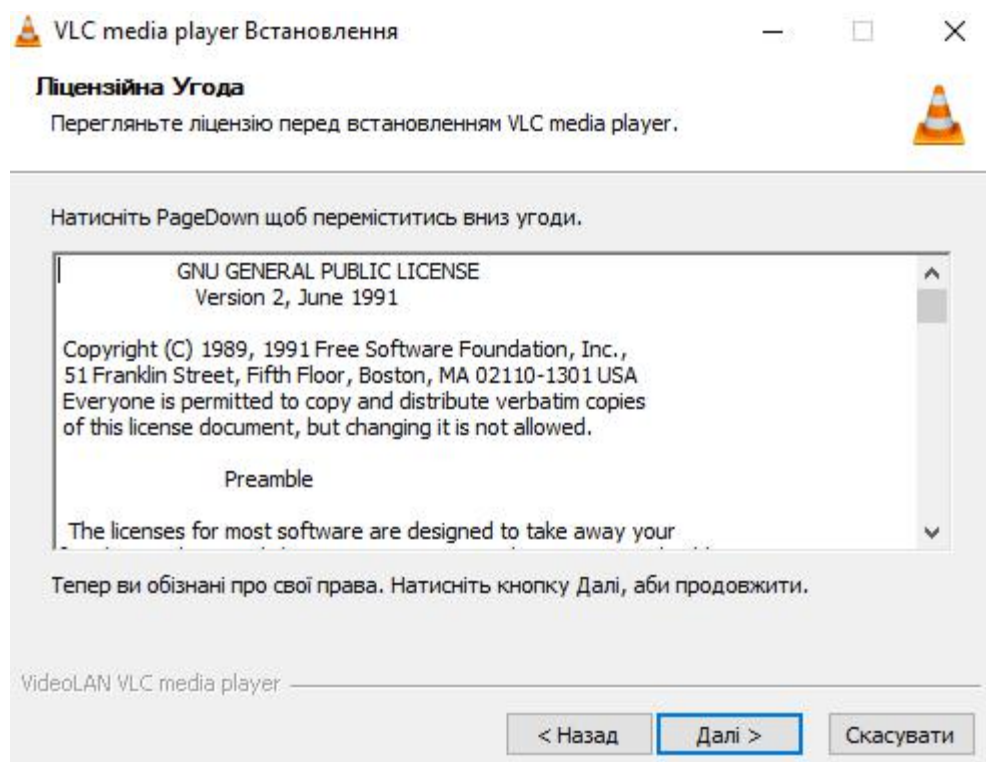 VLC media player Встановлення
Ліцензійна Угода
Перегляньте ліцензію перед встановленням VLC media player.
Натисніть PageDown щоб переміститись вниз угоди.
GNU GENERAL PUBLIC LICENSE
Version 2, June 1991
Copyright (C) 1989, 1991 Free Software Foundation, Inc.,
51 Franklin Street, Fifth Floor, Boston, MA 02110-1301 USA
Everyone is permitted to copy and distribute verbatim copies
of this license document, but changing it is not allowed.
Preamble
The licenses for most software are designed to take away your
Тепер ви обізнані про свої права. Натисніть кнопку Далі, аби продовжити.
VideoLAN VLC media player
< Назад
Далі >
Скасувати